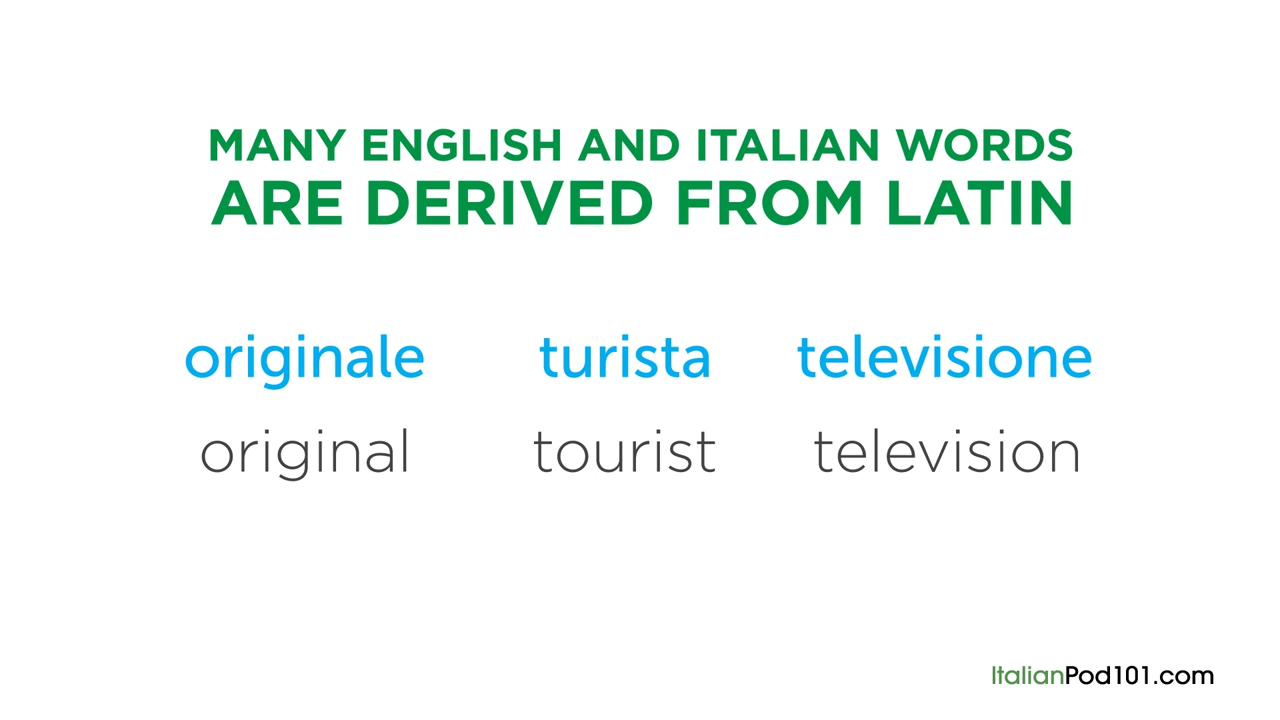 MANY ENGLISH AND ITALIAN WORDS
ARE DERIVED FROM LATIN
originale turista televisione
original tourist television
ItalianPod101.com